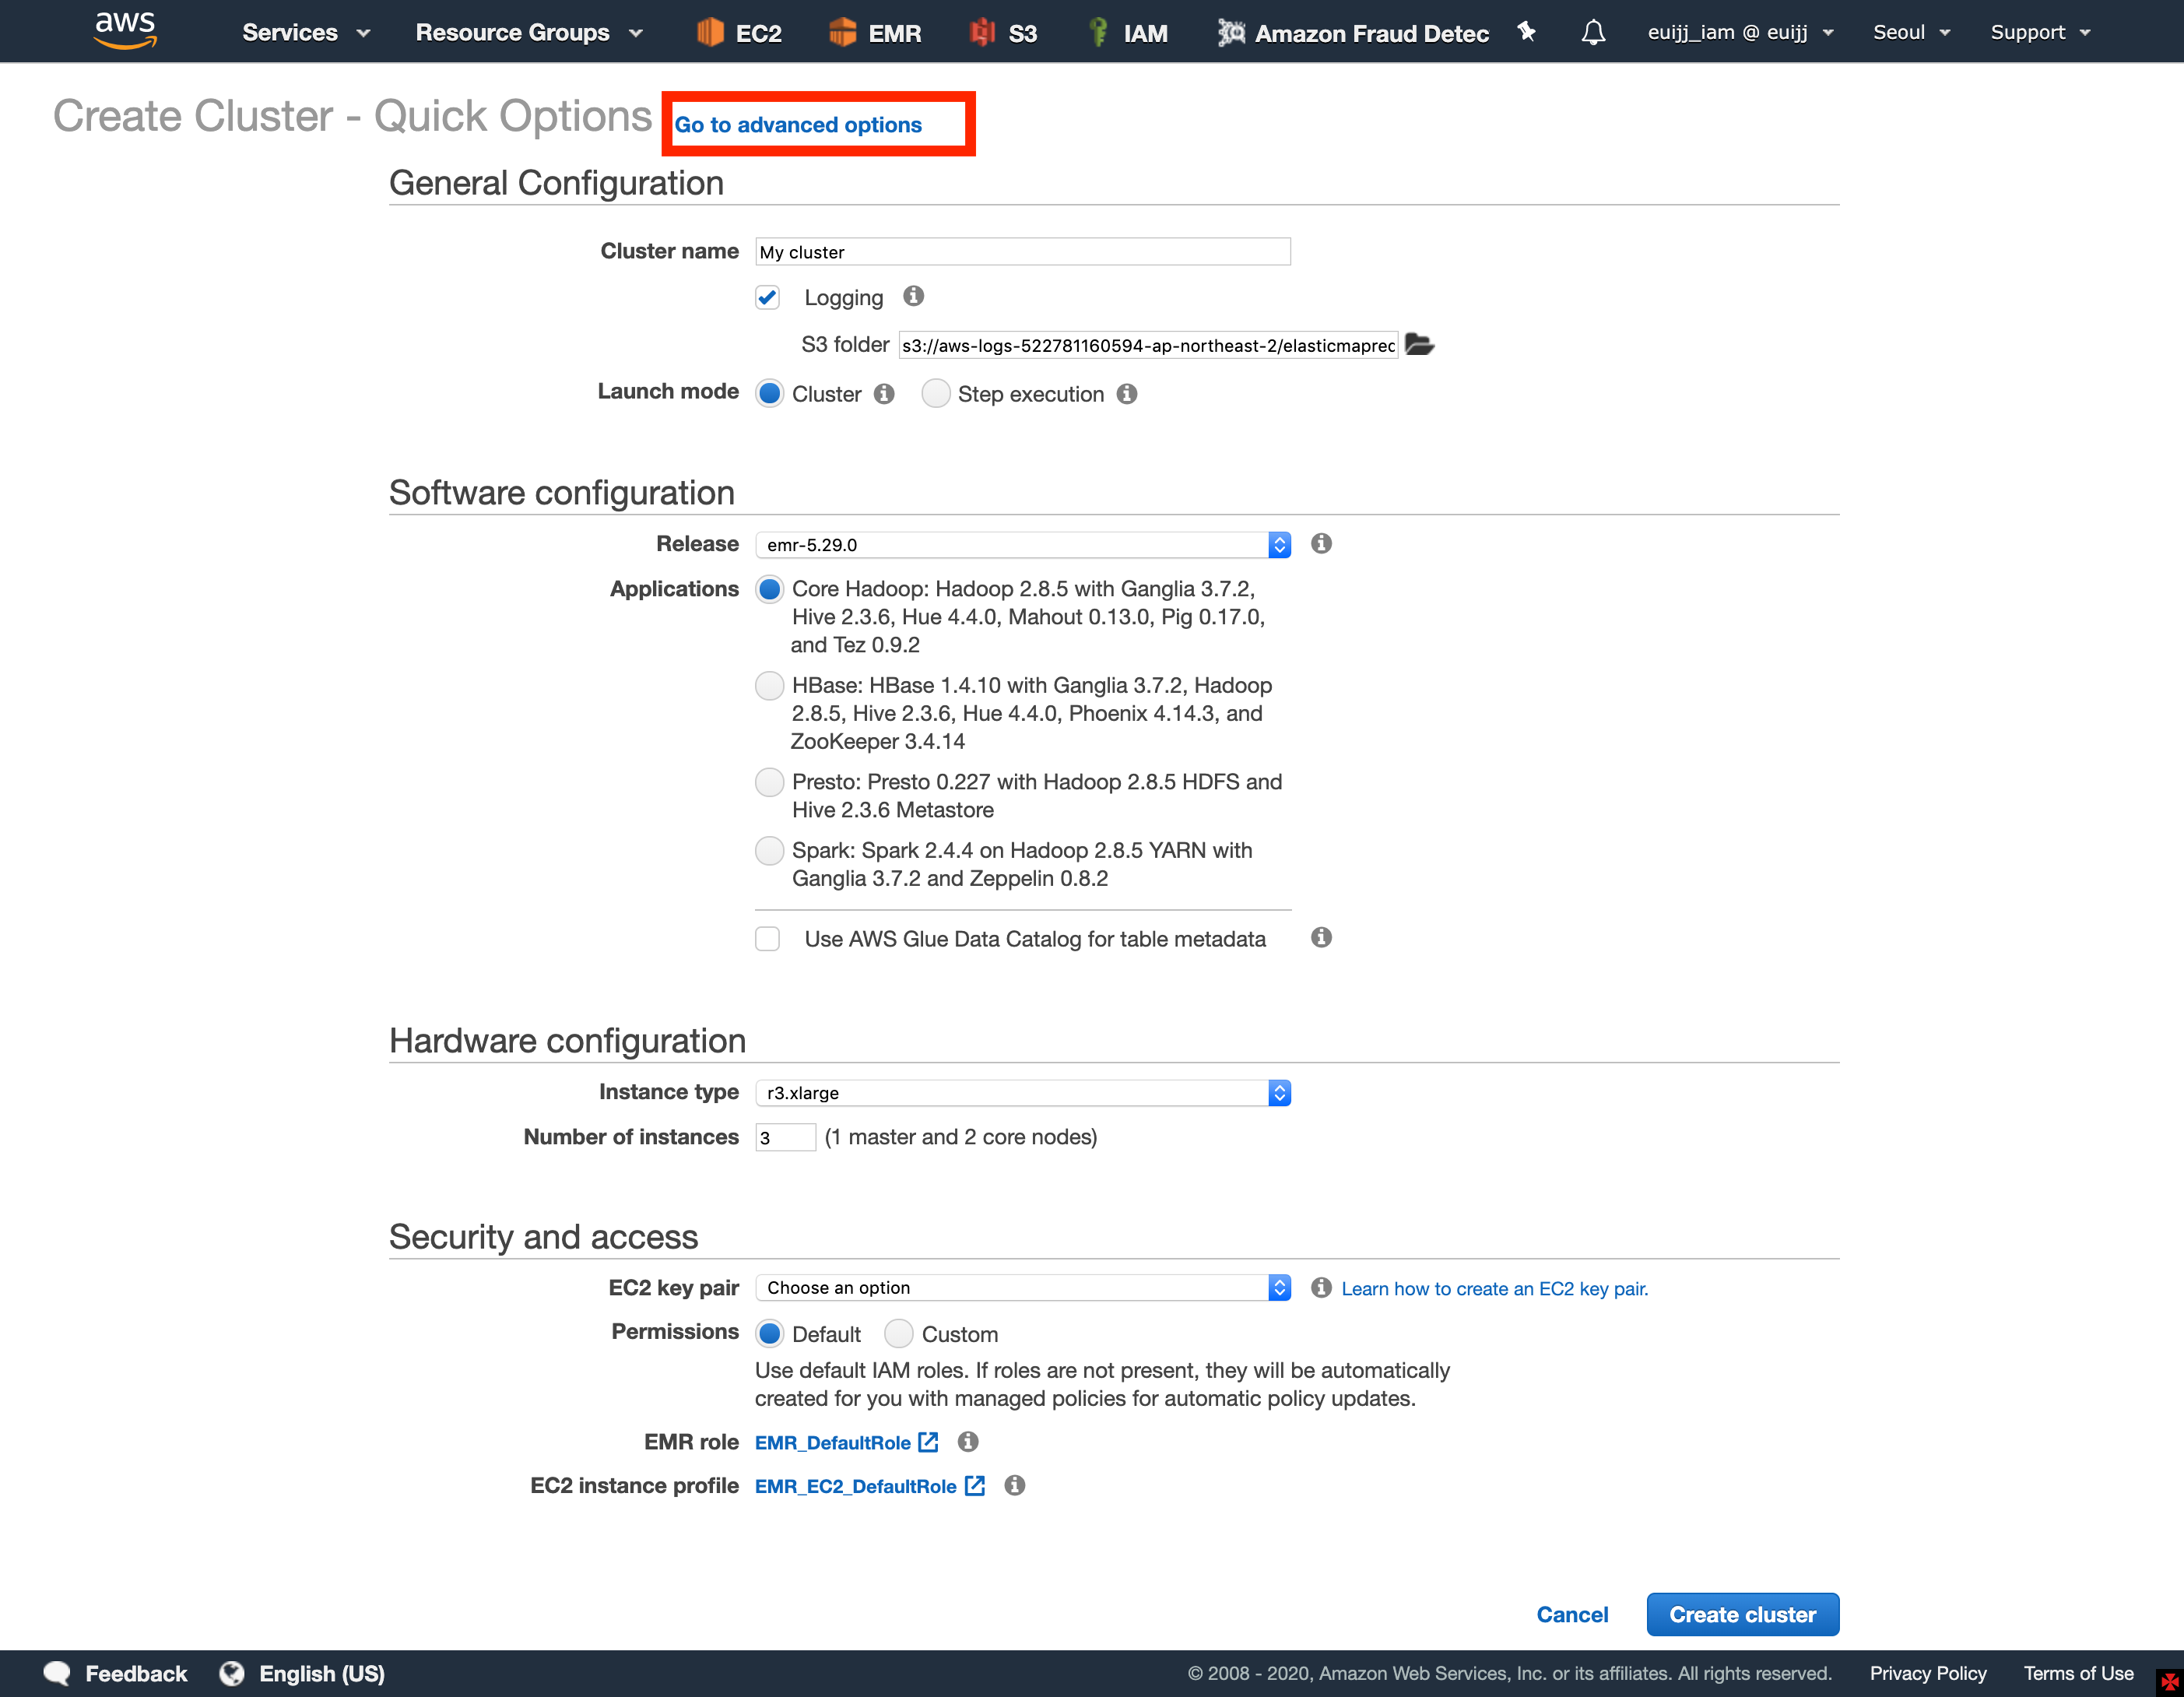 aws Services Resource Groups EC2 EMR S3 IAM Amazon Fraud Detec euijj_iam @ euijj Seoul Support
Create Cluster - Quick Options Go to advanced options
General Configuration
Cluster name My cluster
Logging
S3 folder s3://aws-logs-522781160594-ap-northeast-2/elasticmapred
Launch mode Cluster Step execution
Software configuration
Release emr-5.29.0
Applications Core Hadoop: Hadoop 2.8.5 with Ganglia 3.7.2,
Hive 2.3.6, Hue 4.4.0, Mahout 0.13.0, Pig 0.17.0,
and Tez 0.9.2
HBase: HBase 1.4.10 with Ganglia 3.7.2, Hadoop
2.8.5, Hive 2.3.6, Hue 4.4.0, Phoenix 4.14.3, and
ZooKeeper 3.4.14
Presto: Presto 0.227 with Hadoop 2.8.5 HDFS and
Hive 2.3.6 Metastore
Spark: Spark 2.4.4 on Hadoop 2.8.5 YARN with
Ganglia 3.7.2 and Zeppelin 0.8.2
Use AWS Glue Data Catalog for table metadata
Hardware configuration
Instance type r3.xlarge
Number of instances 3 (1 master and 2 core nodes)
Security and access
EC2 key pair Choose an option Learn how to create an EC2 key pair.
Permissions Default Custom
Use default IAM roles. If roles are not present, they will be automatically
created for you with managed policies for automatic policy updates.
EMR role EMR_DefaultRole
EC2 instance profile EMR_EC2_DefaultRole
Cancel Create cluster
Feedback English (US) © 2008 - 2020, Amazon Web Services, Inc. or its affiliates. All rights reserved. Privacy Policy Terms of Use